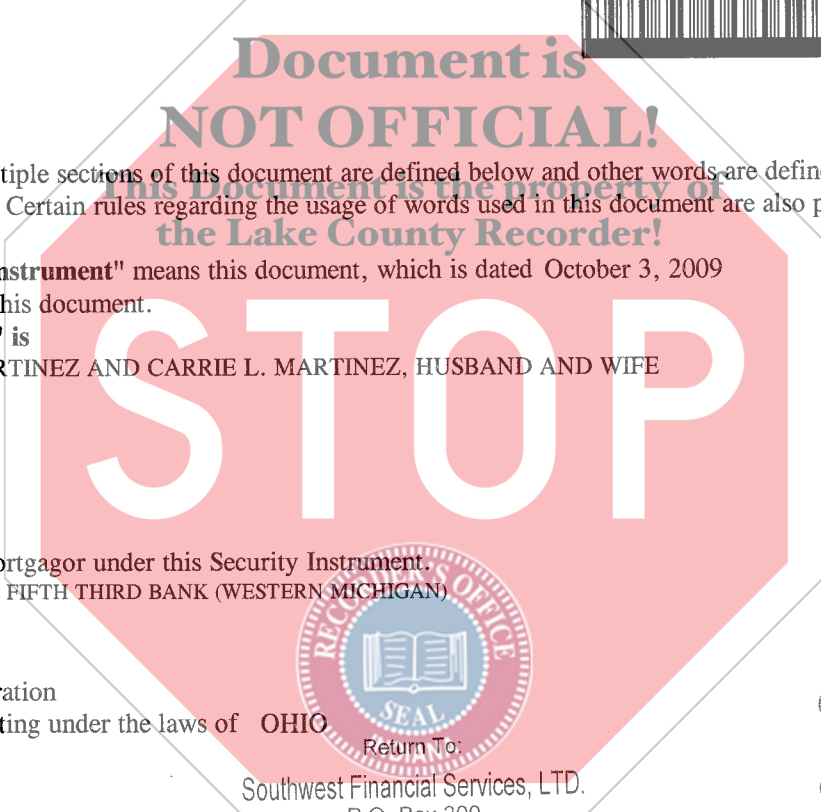 Document is
NOT OFFICIAL!
tiple sections of this document are defined below and other words are define
This Document is the property of
Certain rules regarding the usage of words used in this document are also p
the Lake County Recorder!
nstrument" means this document, which is dated October 3, 2009
his document.
" is
RTINEZ AND CARRIE L. MARTINEZ, HUSBAND AND WIFE
STOP
ortgagor under this Security Instrument.
FIFTH THIRD BANK (WESTERN MICHIGAN)
RECORDER'S OFFICE
ration
ting under the laws of OHIO
SEAL
INDIANA
Return To:
Southwest Financial Services, LTD.
P.O. Box 300